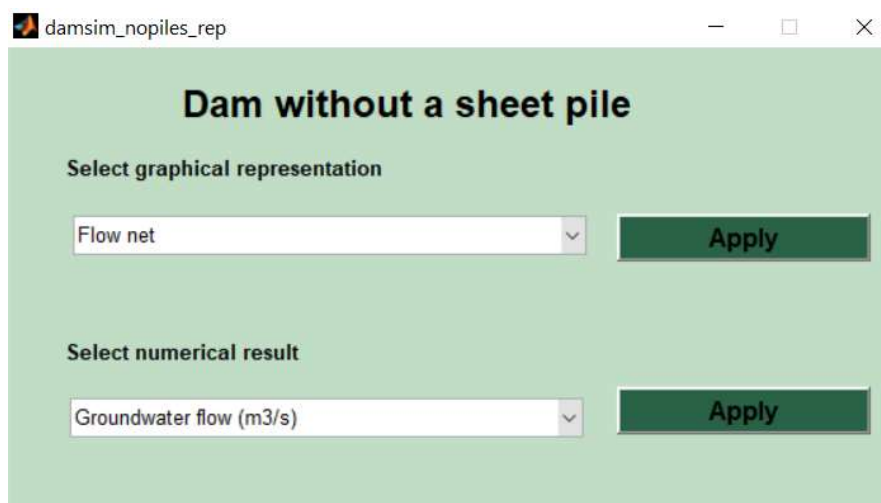 damsim_nopiles_rep
Dam without a sheet pile
Select graphical representation
Flow net
Apply
Select numerical result
Groundwater flow (m3/s)
Apply